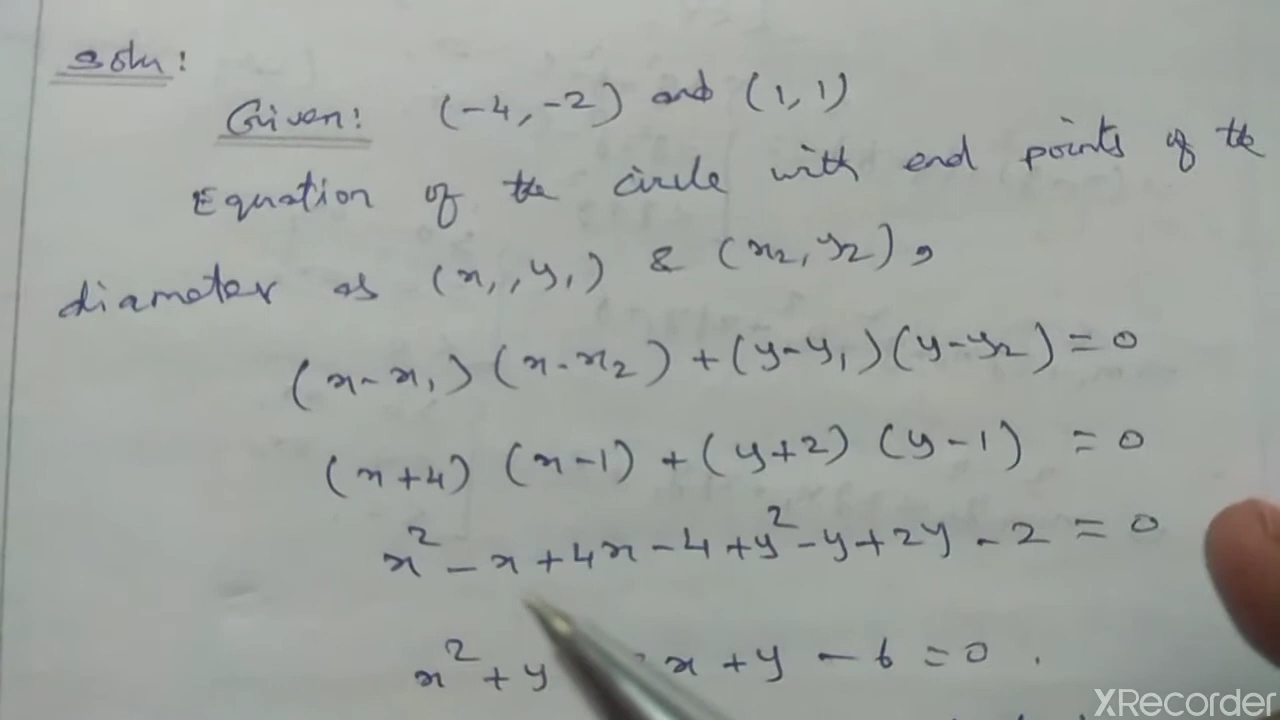 Soln:
Given: (-4, -2) and (1, 1)
Equation of the circle with end points of the
diameter as (x₁, y₁) & (x₂, y₂),
(x-x₁) (x-x₂) + (y-y₁) (y-y₂) = 0
(x+4) (x-1) + (y+2) (y-1) = 0
x² - x + 4x - 4 + y² - y + 2y - 2 = 0
x² + y x + y - 6 = 0.
XRecorder